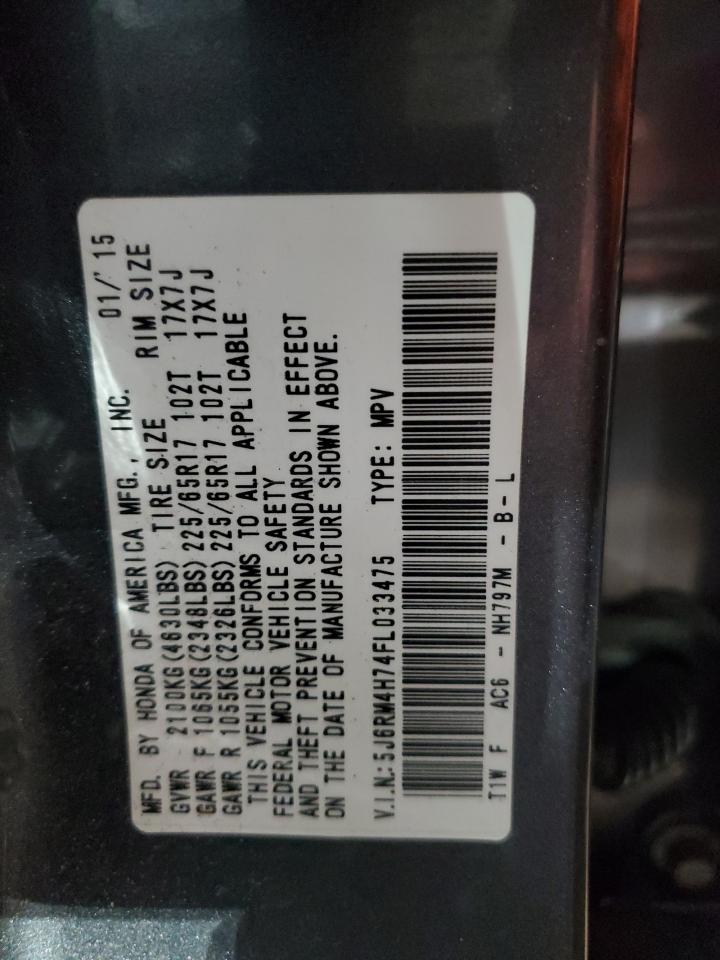 MFD. BY HONDA OF AMERICA MFG., INC. 01/'15
GVWR 2100KG(4630LBS) TIRE SIZE RIM SIZE
GAWR F 1065KG(2348LBS) 225/65R17 102T 17X7J
GAWR R 1055KG(2326LBS) 225/65R17 102T 17X7J
THIS VEHICLE CONFORMS TO ALL APPLICABLE
FEDERAL MOTOR VEHICLE SAFETY
AND THEFT PREVENTION STANDARDS IN EFFECT
ON THE DATE OF MANUFACTURE SHOWN ABOVE.
V.I.N.: 5J6RM4H74FL033475 TYPE: MPV
T1W F AC6 - NH797M - B - L